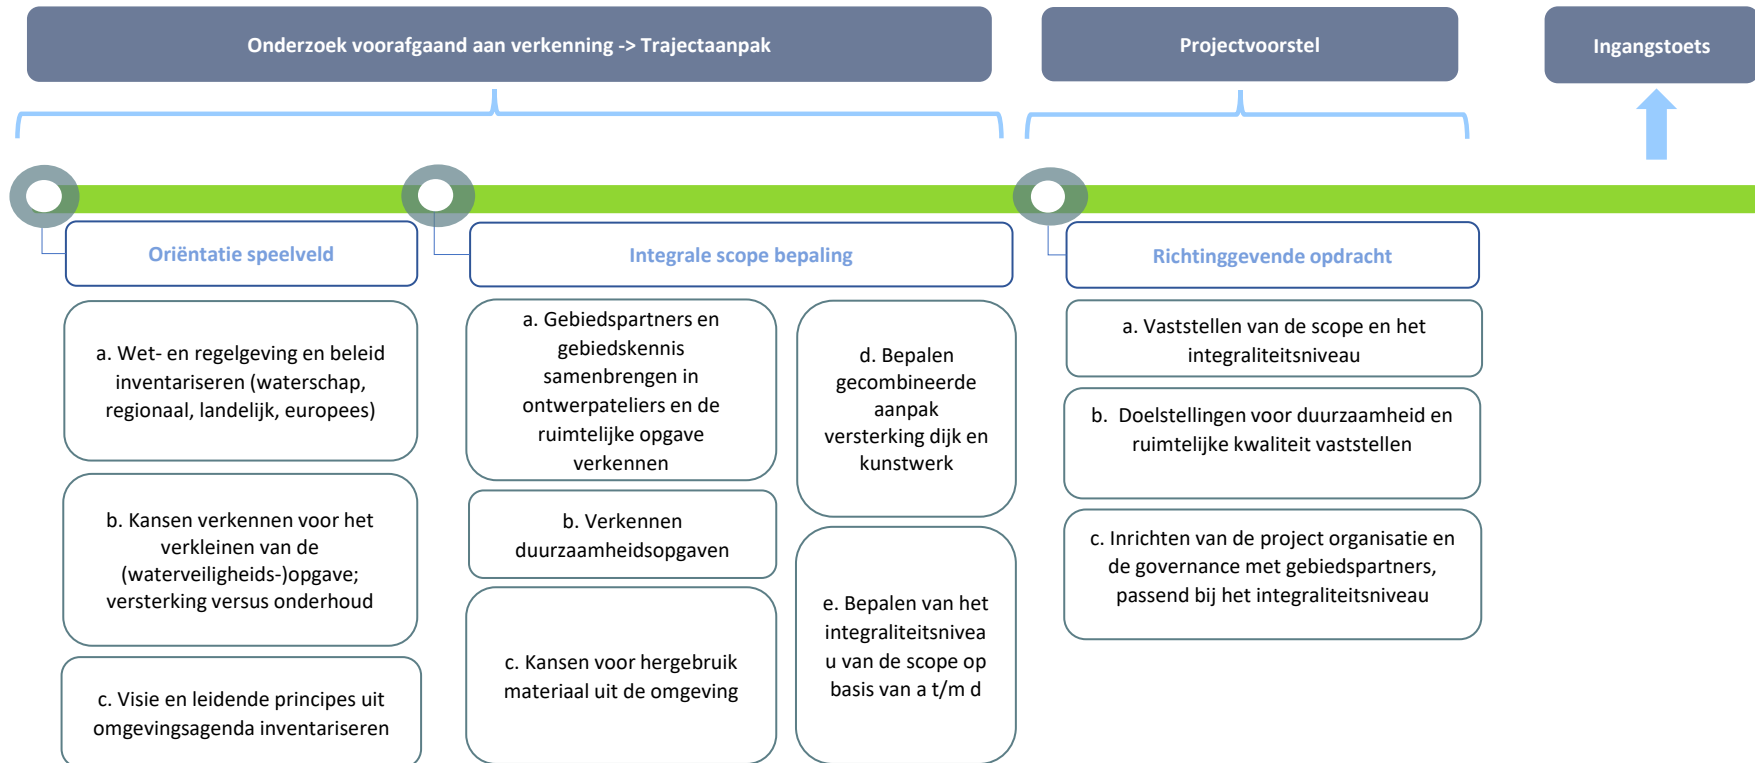 Onderzoek voorafgaand aan verkenning -> Trajectaanpak
Projectvoorstel
Ingangstoets
Oriëntatie speelveld
a. Wet- en regelgeving en beleid
inventariseren (waterschap,
regionaal, landelijk, europees)
b. Kansen verkennen voor het
verkleinen van de
(waterveiligheids-)opgave;
versterking versus onderhoud
c. Visie en leidende principes uit
omgevingsagenda inventariseren
Integrale scope bepaling
a. Gebiedspartners en
gebiedskennis
samenbrengen in
ontwerpateliers en de
ruimtelijke opgave
verkennen
b. Verkennen
duurzaamheidsopgaven
c. Kansen voor hergebruik
materiaal uit de omgeving
d. Bepalen
gecombineerde
aanpak
versterking dijk en
kunstwerk
e. Bepalen van het
integraliteitsnivea
u van de scope op
basis van a t/m d
Richtinggevende opdracht
a. Vaststellen van de scope en het
integraliteitsniveau
b. Doelstellingen voor duurzaamheid en
ruimtelijke kwaliteit vaststellen
c. Inrichten van de project organisatie en
de governance met gebiedspartners,
passend bij het integraliteitsniveau